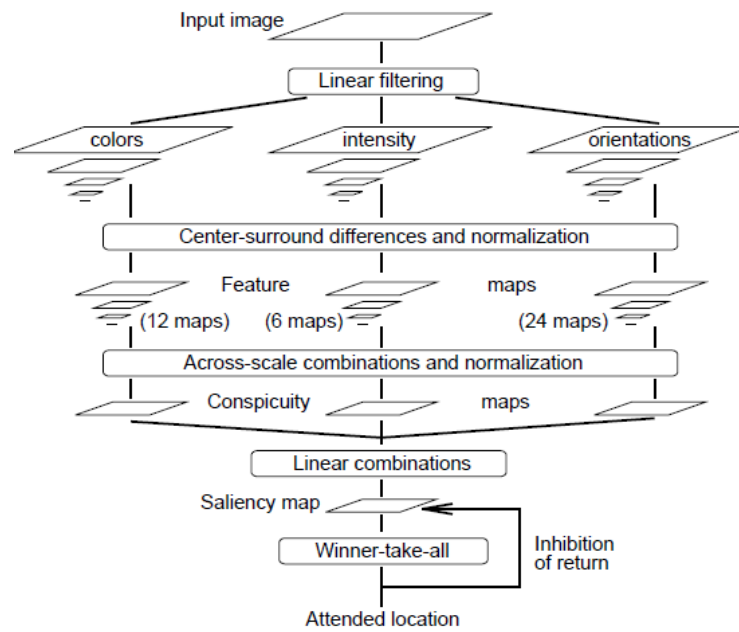 Input image
Linear filtering
colors intensity orientations
Center-surround differences and normalization
Feature maps
(12 maps) (6 maps) (24 maps)
Across-scale combinations and normalization
Conspicuity maps
Linear combinations
Saliency map
Winner-take-all
Inhibition
of return
Attended location